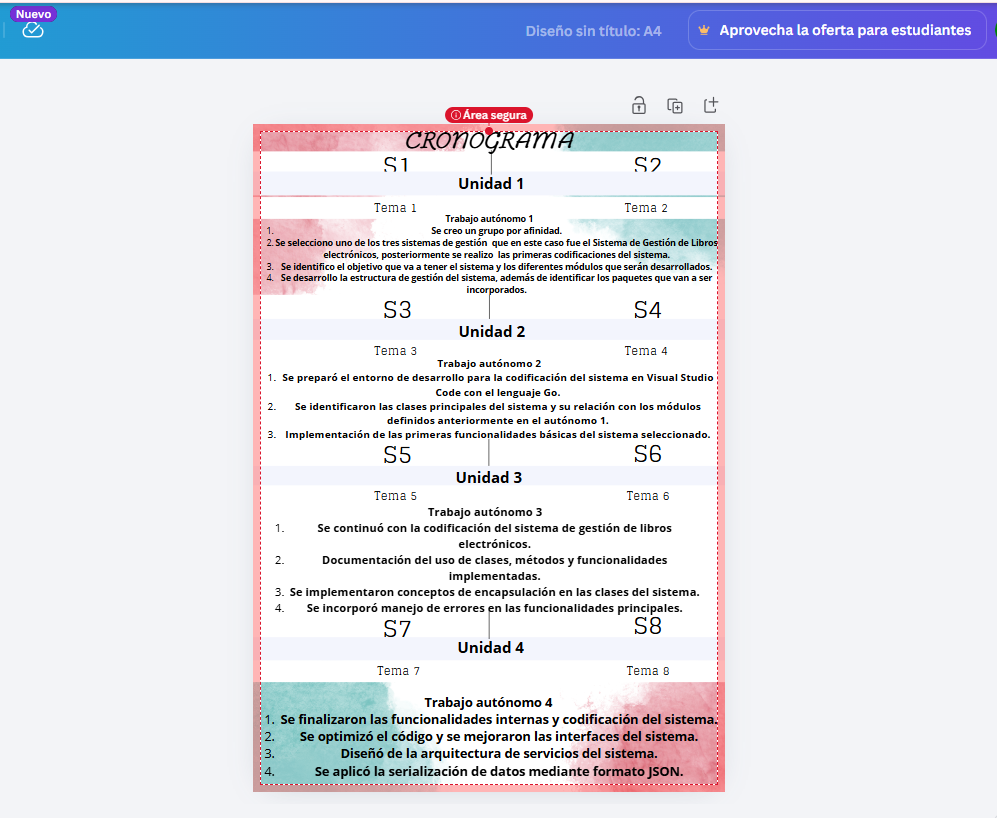 Nuevo
Diseño sin título: A4
Aprovecha la oferta para estudiantes
Área segura
CRONOGRAMA
S1 S2
Unidad 1
Tema 1 Tema 2
Trabajo autónomo 1
1. Se creo un grupo por afinidad.
2. Se selecciono uno de los tres sistemas de gestión que en este caso fue el Sistema de Gestión de Libros
electrónicos, posteriormente se realizo las primeras codificaciones del sistema.
3. Se identifico el objetivo que va a tener el sistema y los diferentes módulos que serán desarrollados.
4. Se desarrollo la estructura de gestión del sistema, además de identificar los paquetes que van a ser
incorporados.
S3 S4
Unidad 2
Tema 3 Tema 4
Trabajo autónomo 2
1. Se preparó el entorno de desarrollo para la codificación del sistema en Visual Studio
Code con el lenguaje Go.
2. Se identificaron las clases principales del sistema y su relación con los módulos
definidos anteriormente en el autónomo 1.
3. Implementación de las primeras funcionalidades básicas del sistema seleccionado.
S5 S6
Unidad 3
Tema 5 Tema 6
Trabajo autónomo 3
1. Se continuó con la codificación del sistema de gestión de libros
electrónicos.
2. Documentación del uso de clases, métodos y funcionalidades
implementadas.
3. Se implementaron conceptos de encapsulación en las clases del sistema.
4. Se incorporó manejo de errores en las funcionalidades principales.
S7 S8
Unidad 4
Tema 7 Tema 8
Trabajo autónomo 4
1. Se finalizaron las funcionalidades internas y codificación del sistema.
2. Se optimizó el código y se mejoraron las interfaces del sistema.
3. Diseñó de la arquitectura de servicios del sistema.
4. Se aplicó la serialización de datos mediante formato JSON.